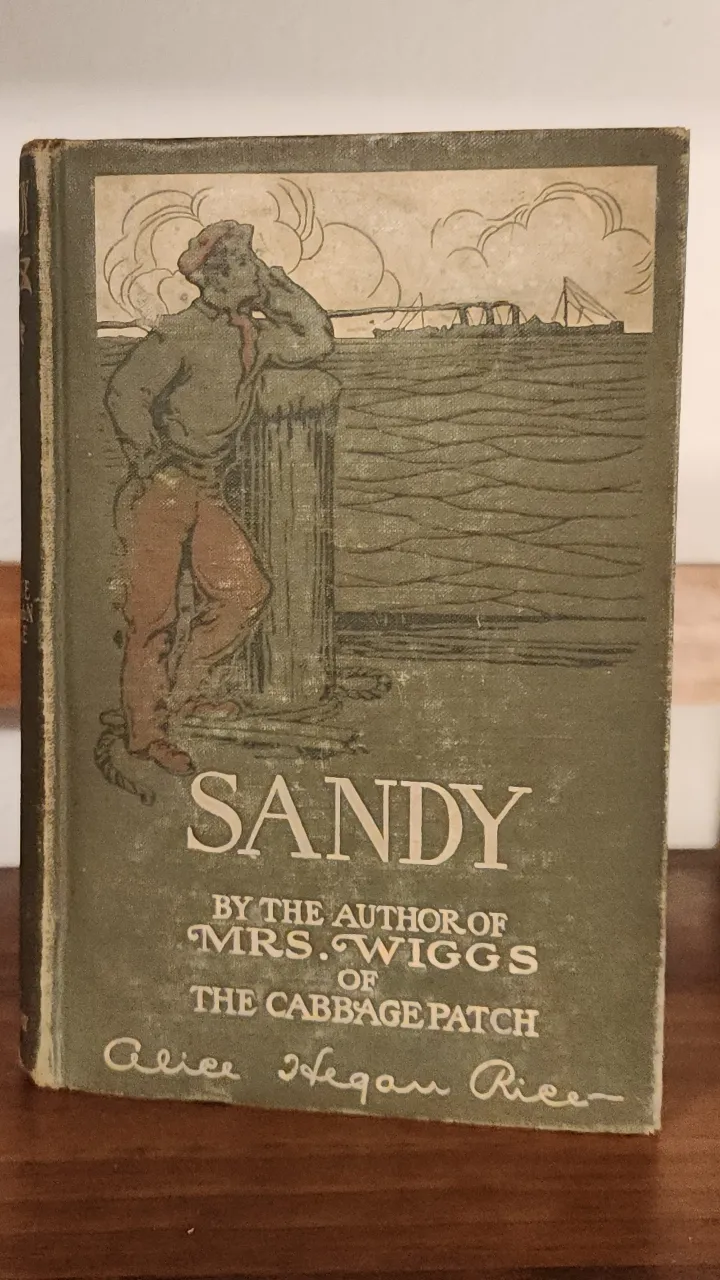 SANDY
BY THE AUTHOR OF
MRS. WIGGS
OF
THE CABBAGE PATCH
Alice Hegan Rice